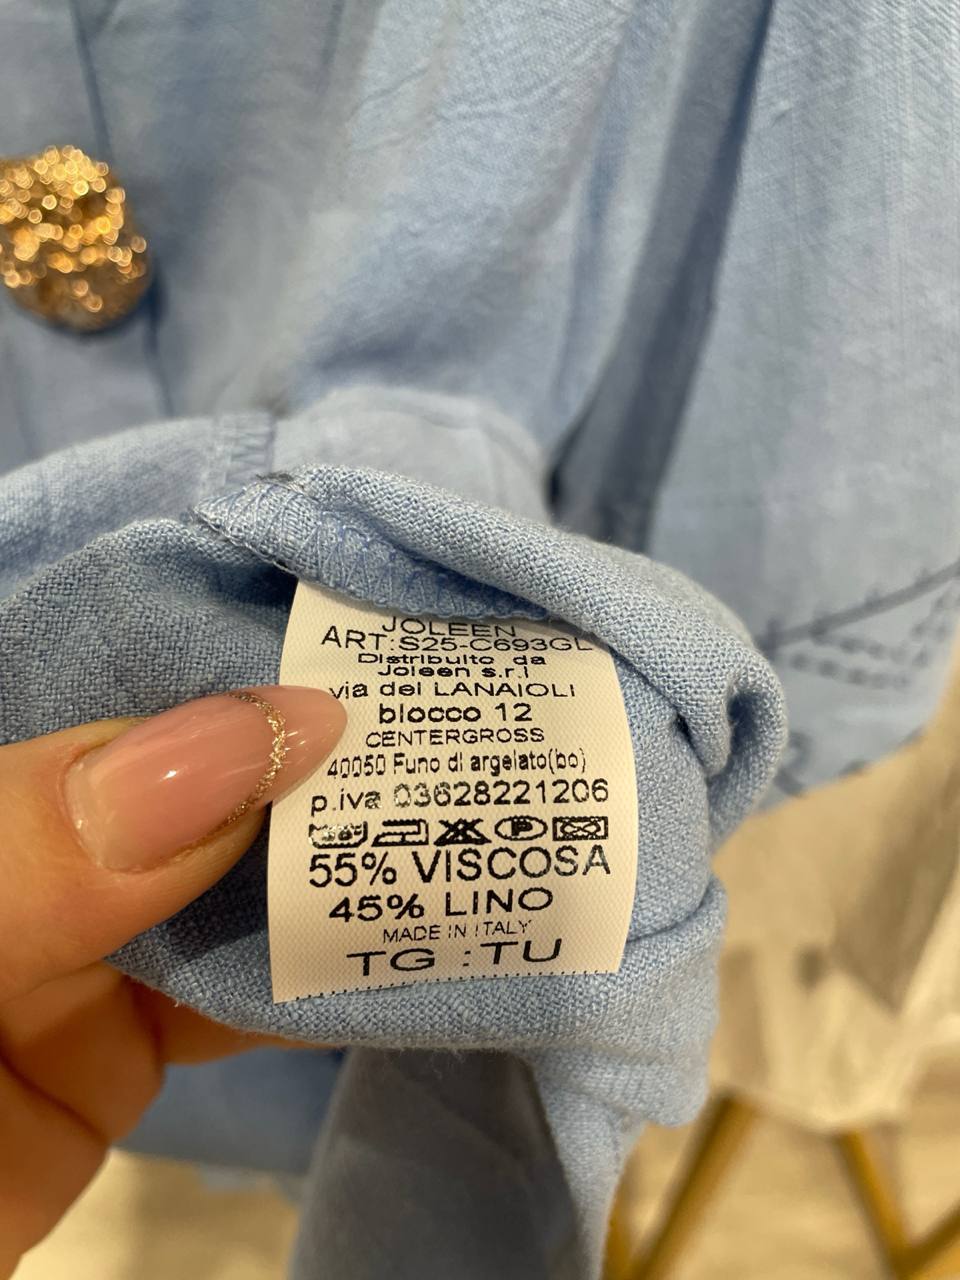 JOLEEN
ART:S25-C693GL
Distribuito da
Joleen s.r.l
via dei LANAIOLI
blocco 12
CENTERGROSS
40050 Funo di argelato(bo)
p.iva 03628221206
P
55% VISCOSA
45% LINO
MADE IN ITALY
TG :TU